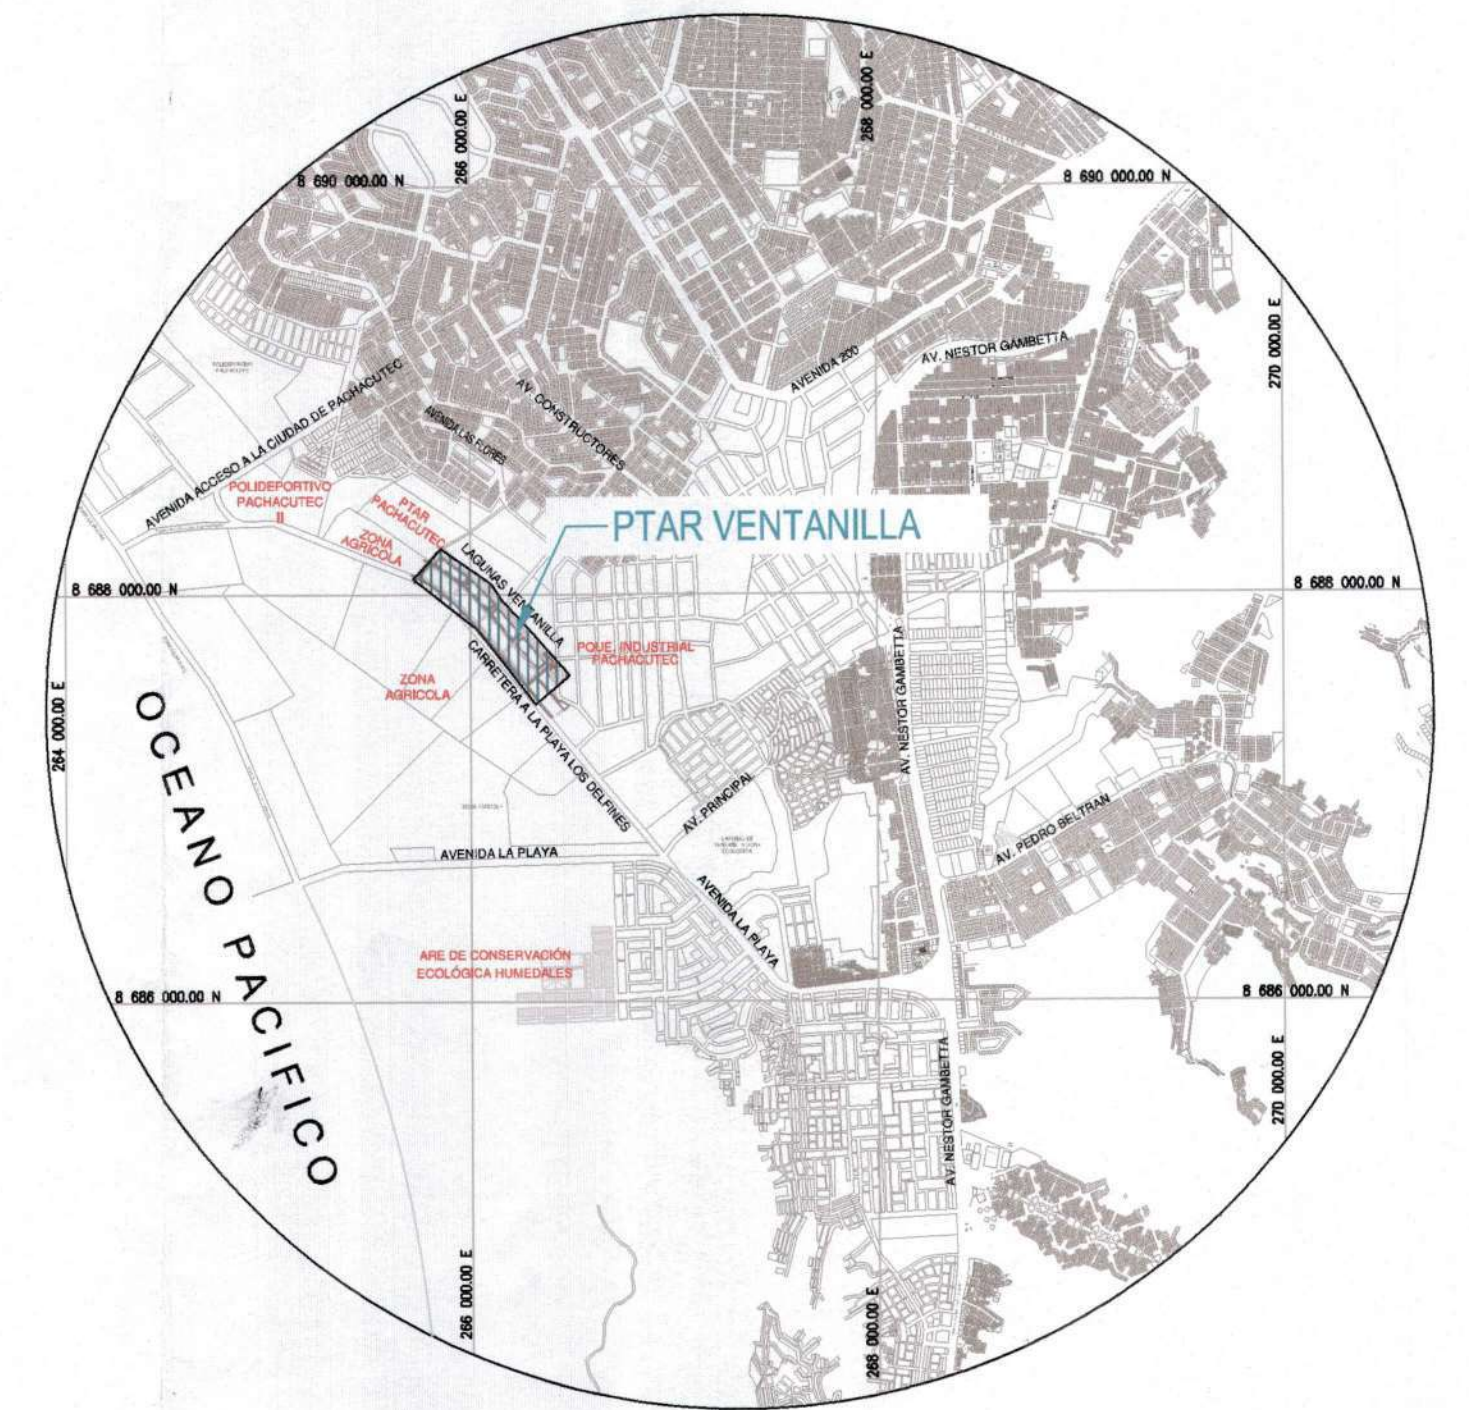 266 000.00 E
268 000.00 E
8 690 000.00 N
8 690 000.00 N
270 000.00 E
AV. NESTOR GAMBETTA
AVENIDA 200
AVENIDA ACCESO A LA CIUDAD DE PACHACUTEC
AV. CONSTRUCTORES
AVENIDA LAS FLORES
POLIDEPORTIVO
PACHACUTEC
II
PTAR
PACHACUTEC
ZONA
AGRICOLA
PTAR VENTANILLA
LAGUNAS VENTANILLA
8 688 000.00 N
8 688 000.00 N
PQUE. INDUSTRIAL
PACHACUTEC
ZONA
AGRICOLA
CARRETERA A LA PLAYA LOS DELFINES
AV. NESTOR GAMBETTA
264 000.00 E
OCEANO PACIFICO
AV. PRINCIPAL
AV. PEDRO BELTRAN
AVENIDA LA PLAYA
AVENIDA LA PLAYA
ARE DE CONSERVACIÓN
ECOLÓGICA HUMEDALES
8 686 000.00 N
8 686 000.00 N
AV. NESTOR GAMBETTA
270 000.00 E
266 000.00 E
268 000.00 E